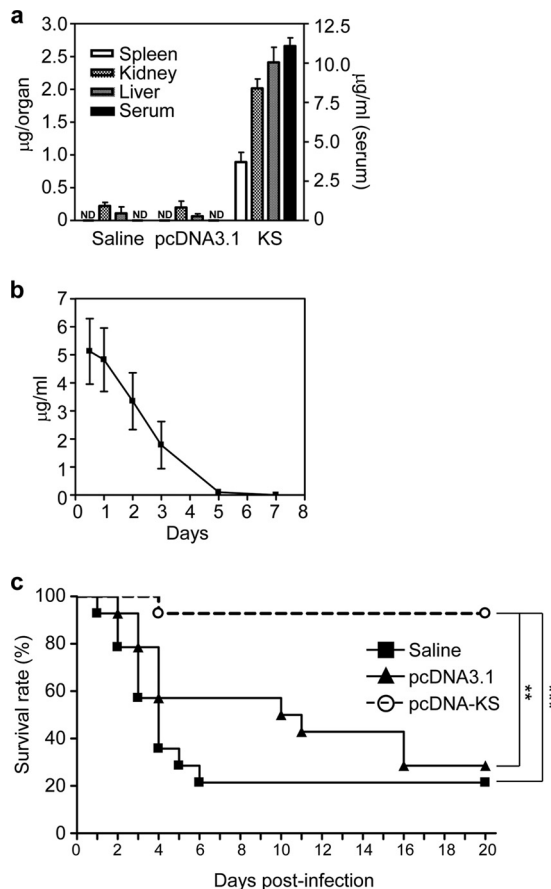 a
3.0
2.5
2.0
1.5
1.0
0.5
0
µg/organ
Spleen
Kidney
Liver
Serum
12.5
10.0
7.5
5.0
2.5
0
µg/ml (serum)
ND ND ND ND
Saline pcDNA3.1 KS
b
7
6
5
4
3
2
1
0
µg/ml
0 1 2 3 4 5 6 7 8
Days
c
100
80
60
40
20
0
Survival rate (%)
Saline
pcDNA3.1
pcDNA-KS
**
0 2 4 6 8 10 12 14 16 18 20
Days post-infection